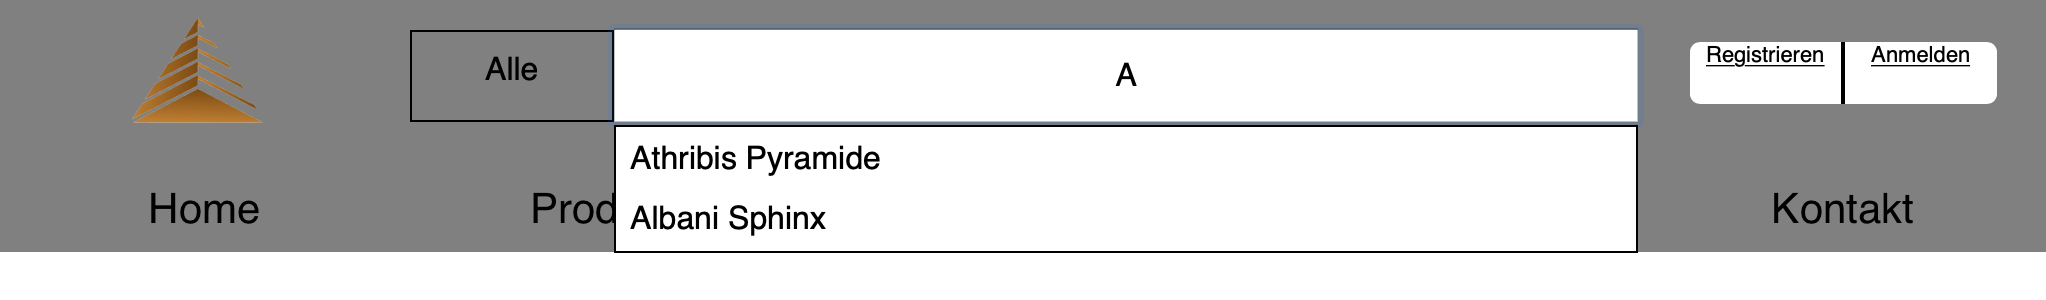 Alle
A
Registrieren
Anmelden
Athribis Pyramide
Albani Sphinx
Home
Prod
Kontakt